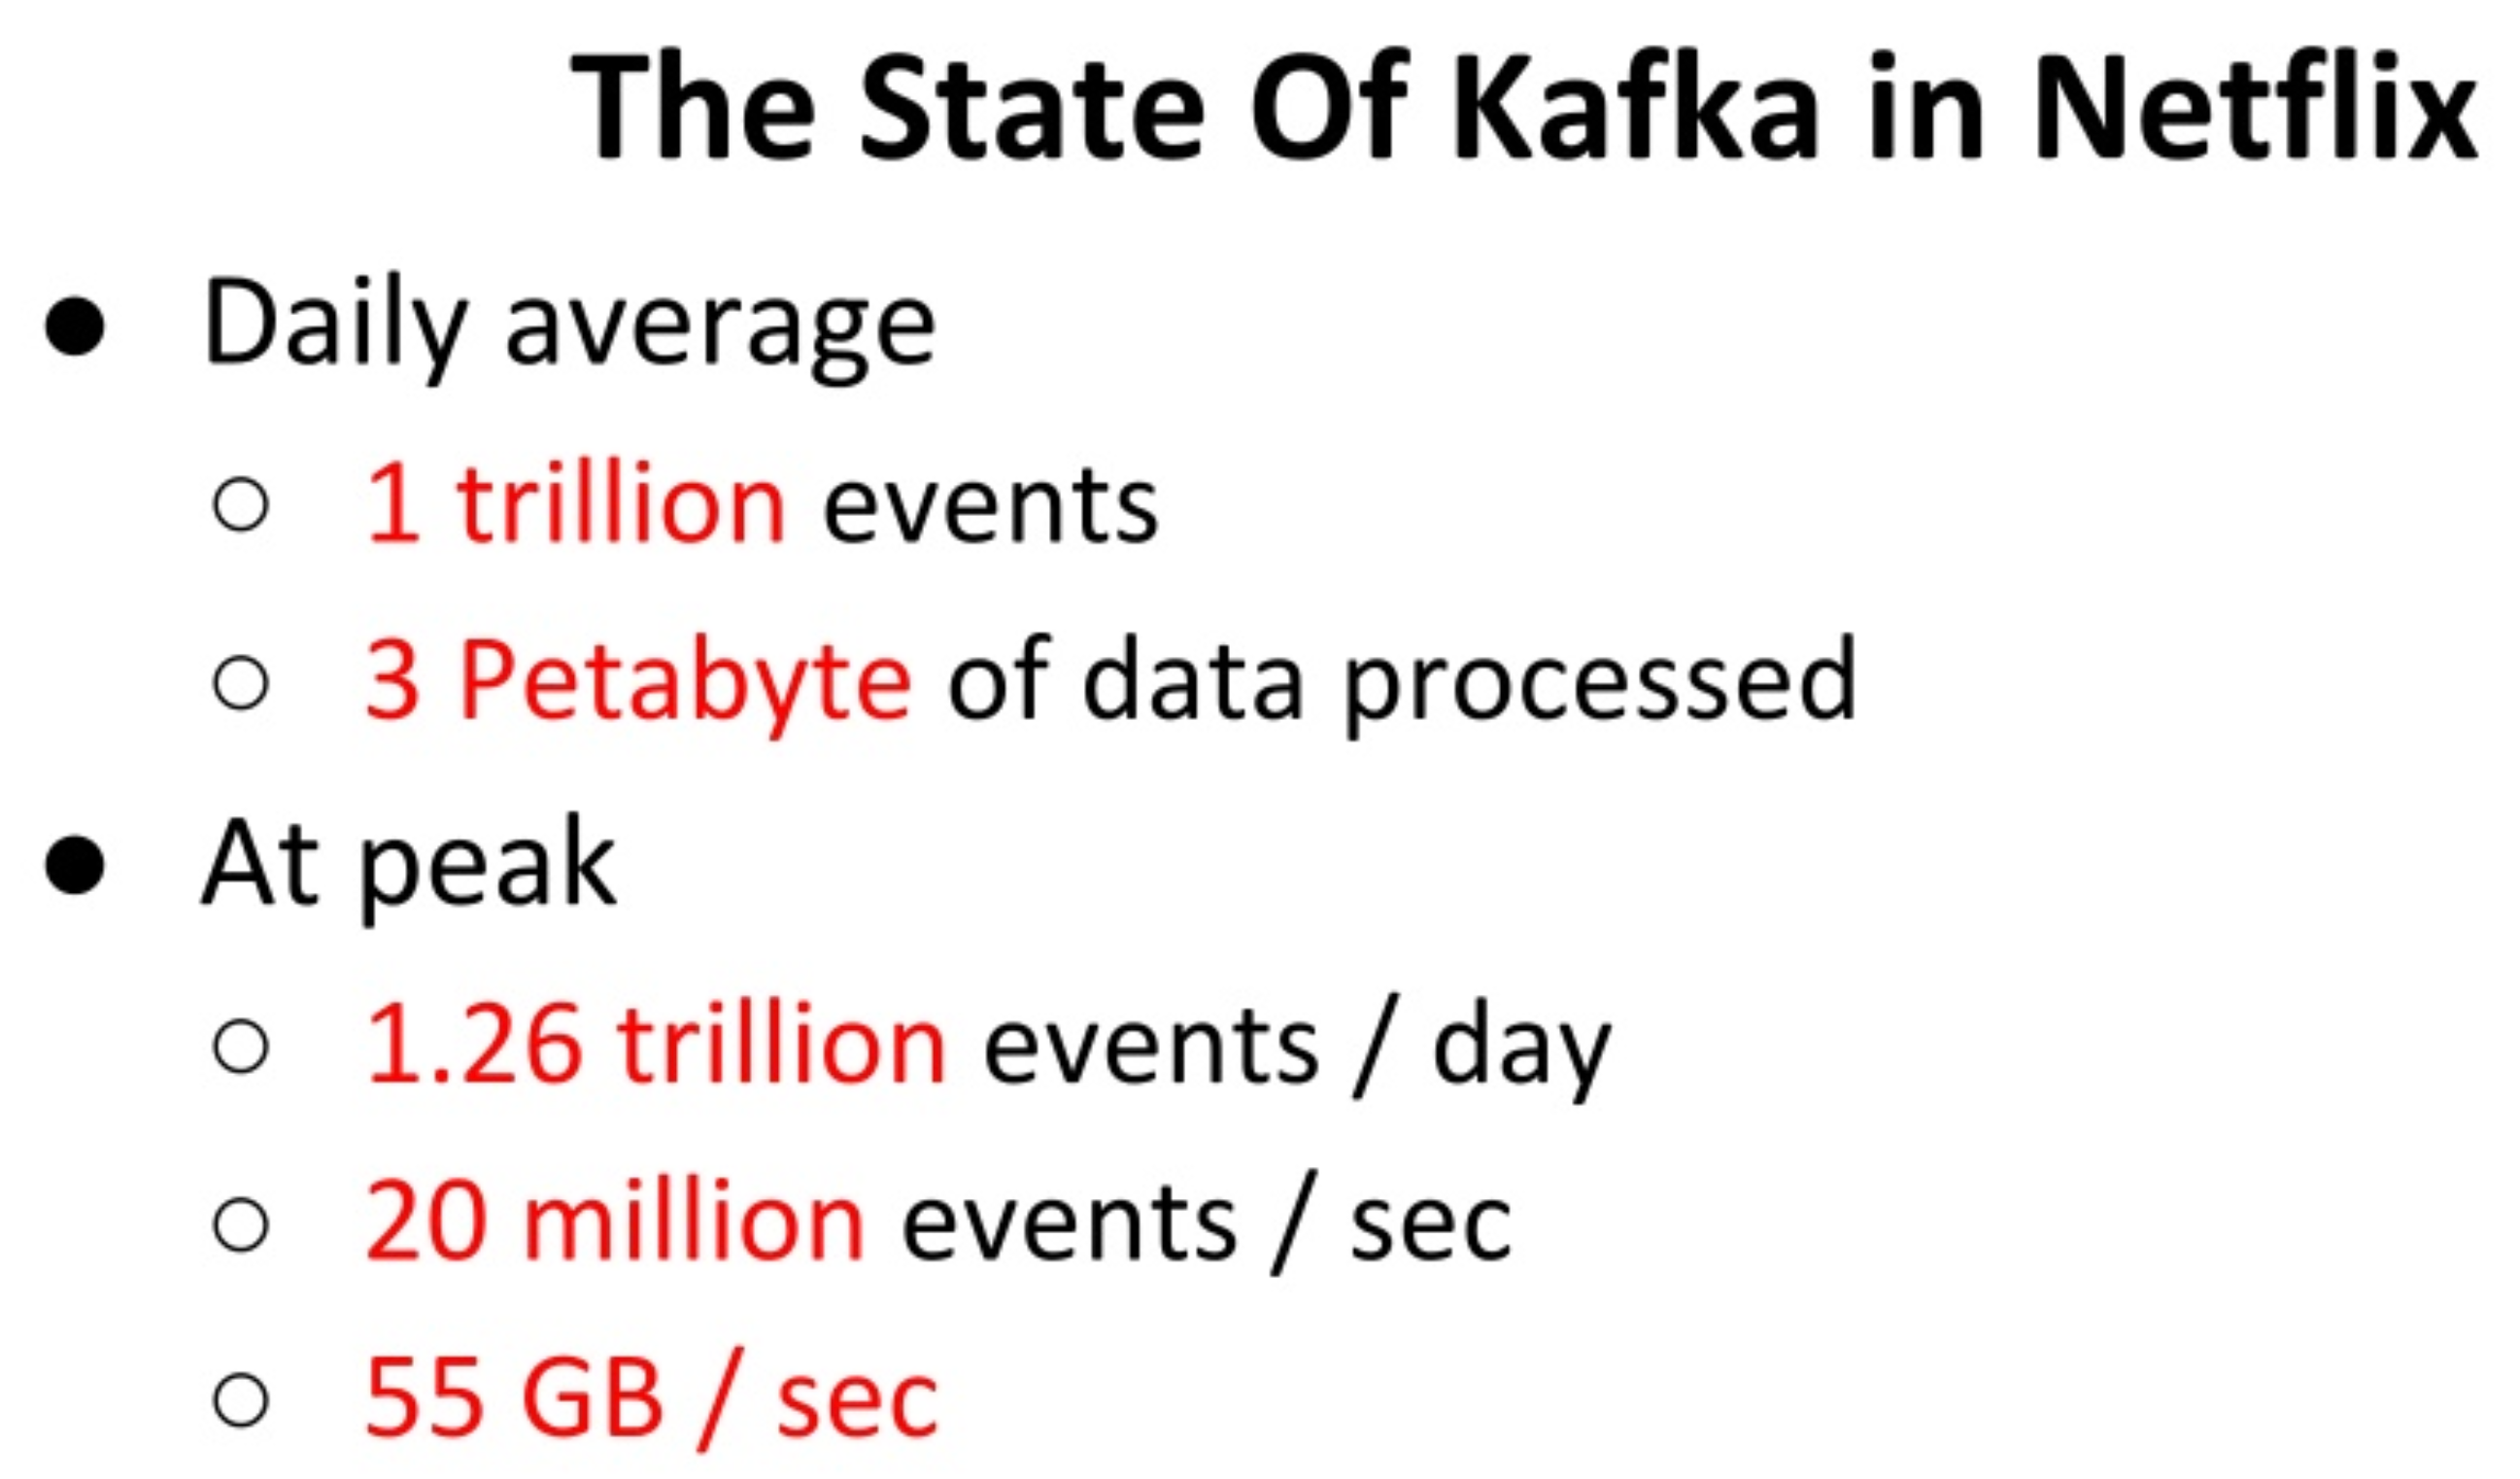 The State Of Kafka in Netflix
● Daily average
○ 1 trillion events
○ 3 Petabyte of data processed
● At peak
○ 1.26 trillion events / day
○ 20 million events / sec
○ 55 GB / sec